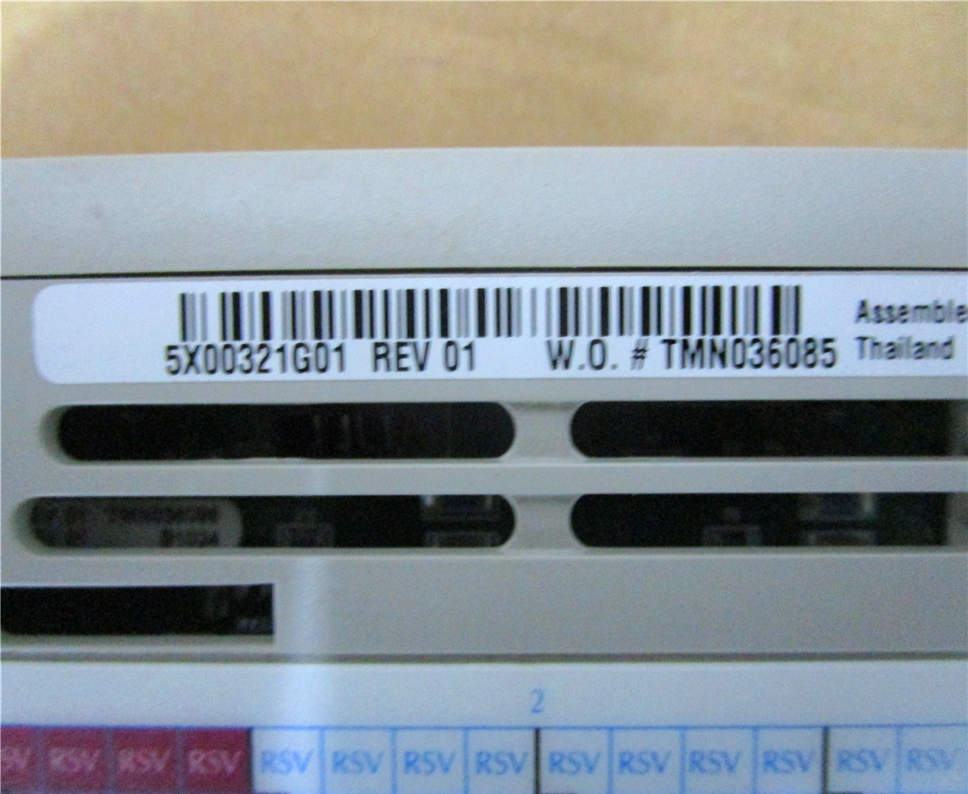 5X00321G01 REV 01 W.O. # TMN036085
Assemble
Thailand
2
RSV RSV RSV RSV RSV RSV RSV RSV RSV RSV RSV RSV RSV